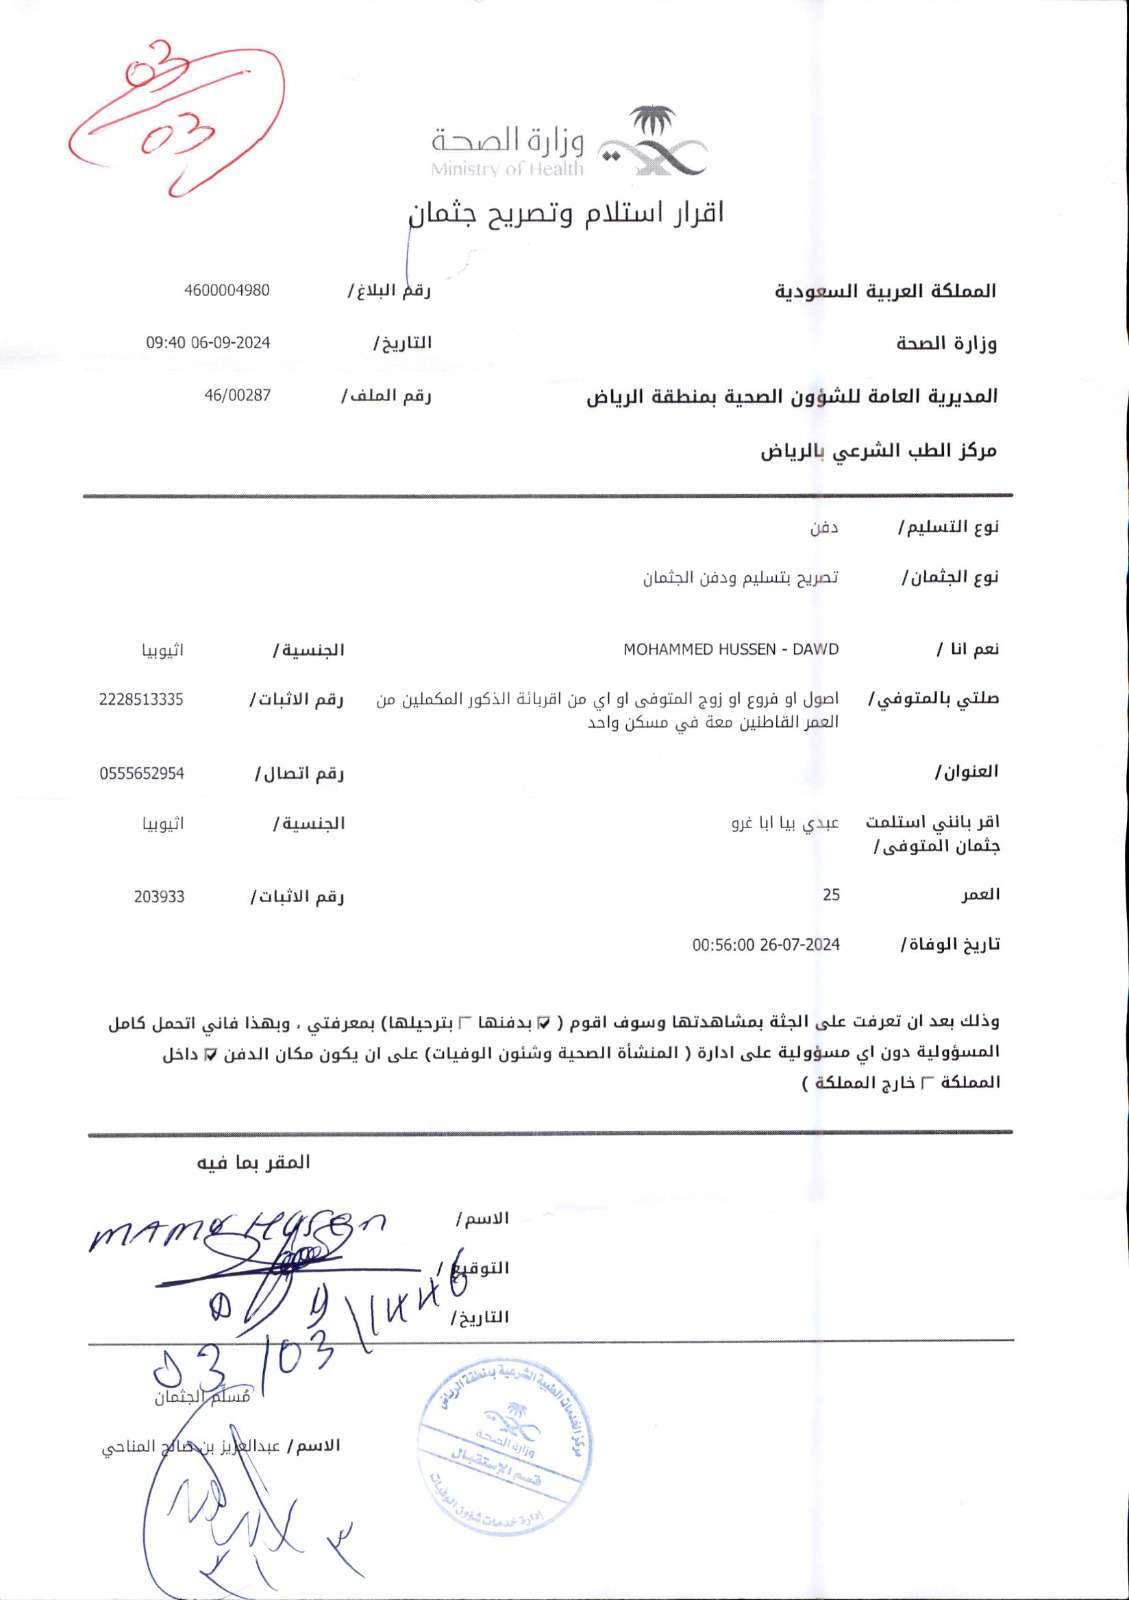 03
03
وزارة الصحة
Ministry of Health
اقرار استلام وتصريح جثمان
المملكة العربية السعودية رقم البلاغ/ 4600004980
وزارة الصحة التاريخ/ 09:40 06-09-2024
المديرية العامة للشؤون الصحية بمنطقة الرياض رقم الملف/ 46/00287
مركز الطب الشرعي بالرياض
نوع التسليم/ دفن
نوع الجثمان/ تصريح بتسليم ودفن الجثمان
نعم انا / MOHAMMED HUSSEN - DAWD الجنسية/ اثيوبيا
صلتي بالمتوفي/ اصول او فروع او زوج المتوفى او اي من اقربائة الذكور المكملين من رقم الاثبات/ 2228513335
العمر القاطنين معة في مسكن واحد
العنوان/ رقم اتصال/ 0555652954
اقر بانني استلمت عبدي بيا ابا غرو الجنسية/ اثيوبيا
جثمان المتوفى/
العمر 25 رقم الاثبات/ 203933
تاريخ الوفاة/ 00:56:00 26-07-2024
وذلك بعد ان تعرفت على الجثة بمشاهدتها وسوف اقوم ( بدفنها بترحيلها) بمعرفتي ، وبهذا فاني اتحمل كامل
المسؤولية دون اي مسؤولية على ادارة ( المنشأة الصحية وشئون الوفيات) على ان يكون مكان الدفن داخل
المملكة خارج المملكة )
المقر بما فيه
الاسم/ MAMO Husen
التوقيع /
التاريخ/ 03/03/1446
مُسلّم الجثمان
الاسم/ عبدالعزيز بن صالح المناحي
مركز الخدمات الطبية الشرعية بمنطقة الرياض
وزارة الصحة
قسم الإستقبال
إدارة خدمات شؤون الوفيات